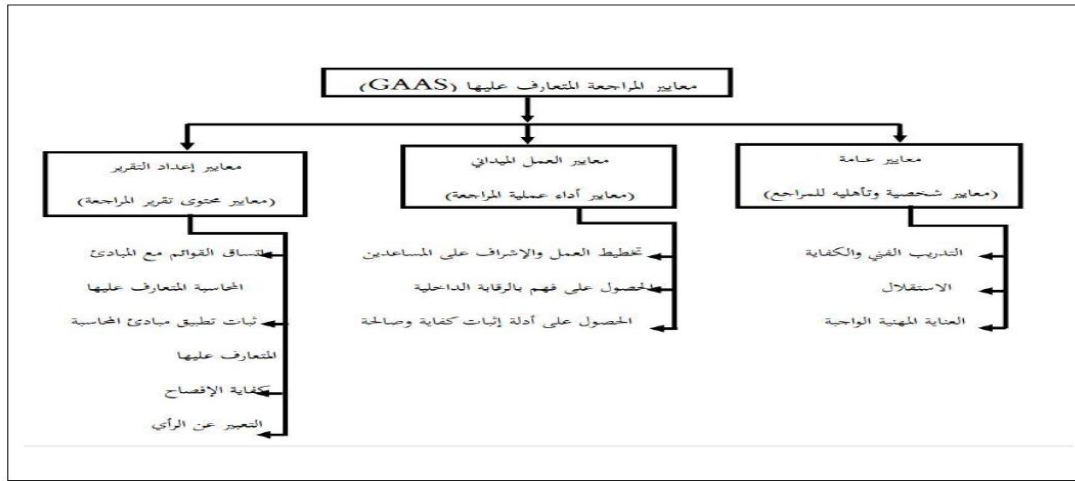 معايير المراجعة المتعارف عليها (GAAS)
معايير عامة
(معايير شخصية وتأهليه للمراجع)
التدريب الفني والكفاية
الاستقلال
العناية المهنية الواجبة
معايير العمل الميداني
(معايير أداء عملية المراجعة)
تخطيط العمل والإشراف على المساعدين
الحصول على فهم بالرقابة الداخلية
الحصول على أدلة إثبات كفاية وصالحة
معايير إعداد التقرير
(معايير محتوى تقرير المراجعة)
اتساق القوائم مع المبادئ
المحاسبة المتعارف عليها
ثبات تطبيق مبادئ المحاسبة
المتعارف عليها
كفاية الإفصاح
التعبير عن الرأي